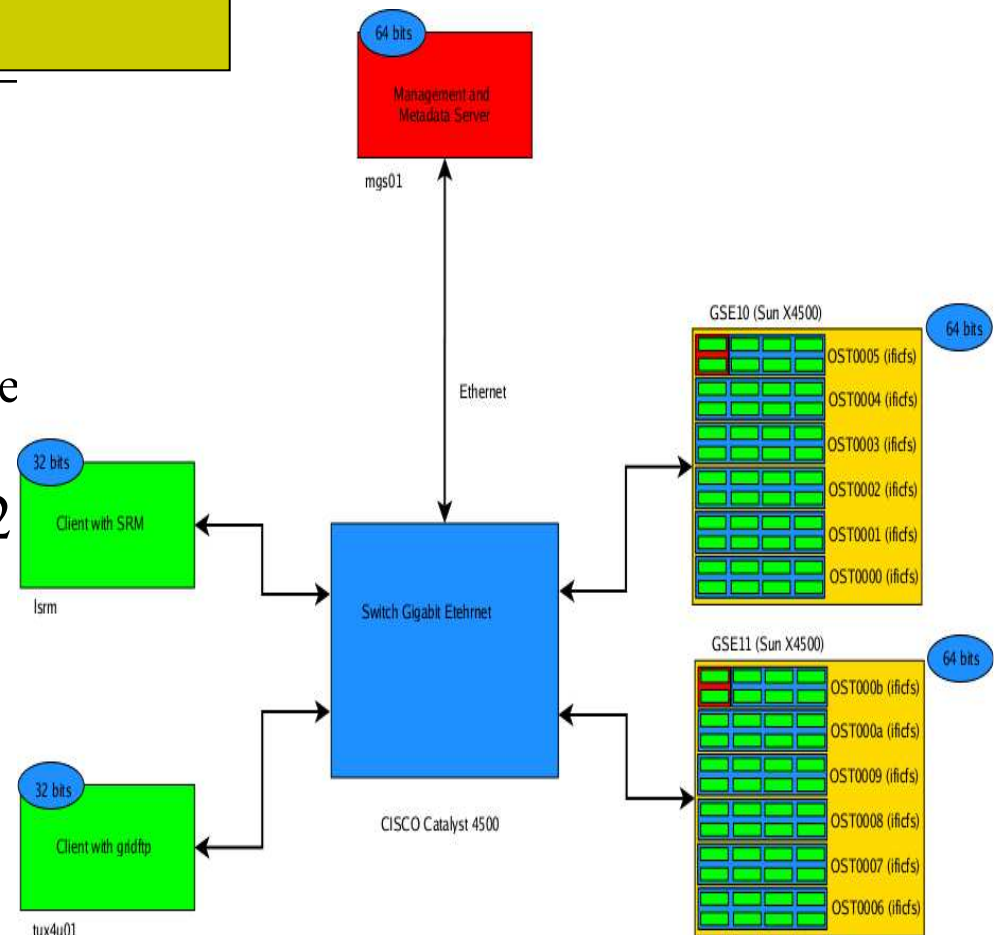 64 bits
Management and
Metadata Server
mgs01
Ethernet
GSE10 (Sun X4500)
64 bits
OST0005 (ificfs)
OST0004 (ificfs)
OST0003 (ificfs)
OST0002 (ificfs)
OST0001 (ificfs)
OST0000 (ificfs)
e
32 bits
Client with SRM
lsrm
2
Switch Gigabit Etehrnet
CISCO Catalyst 4500
GSE11 (Sun X4500)
64 bits
OST000b (ificfs)
OST000a (ificfs)
OST0009 (ificfs)
OST0008 (ificfs)
OST0007 (ificfs)
OST0006 (ificfs)
32 bits
Client with gridftp
tux4u01